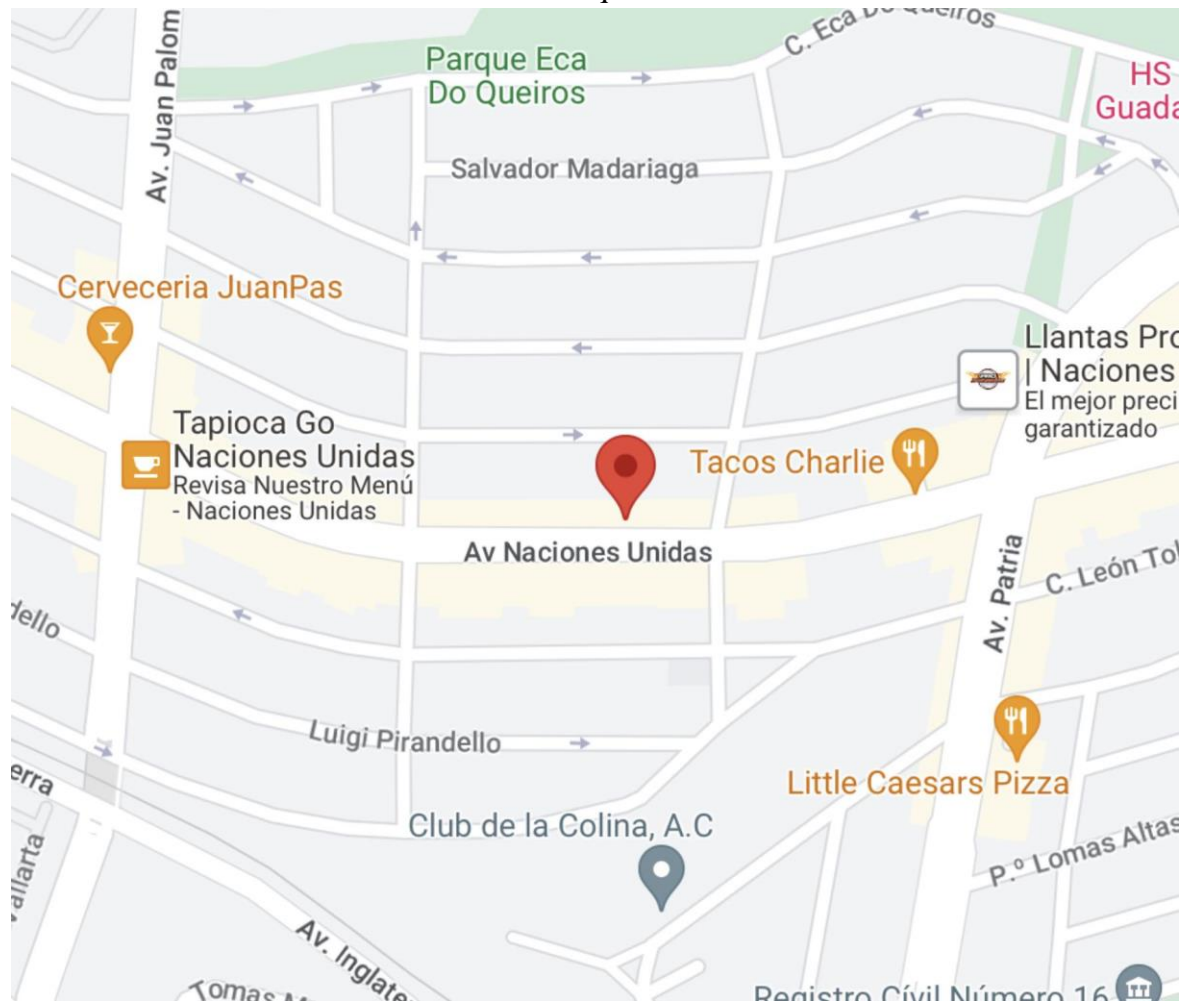 C. Eca Do Queiros
Parque Eca
Do Queiros
HS
Guada
Av. Juan Palom
Salvador Madariaga
Cerveceria JuanPas
Llantas Pro
| Naciones
El mejor preci
garantizado
Tapioca Go
Naciones Unidas
Revisa Nuestro Menú
- Naciones Unidas
Tacos Charlie
Av Naciones Unidas
Av. Patria
C. León Tol
dello
Luigi Pirandello
Little Caesars Pizza
erra
Club de la Colina, A.C
P.º Lomas Altas
allarta
Av. Inglate
Tomas M
Registro Cívil Número 16